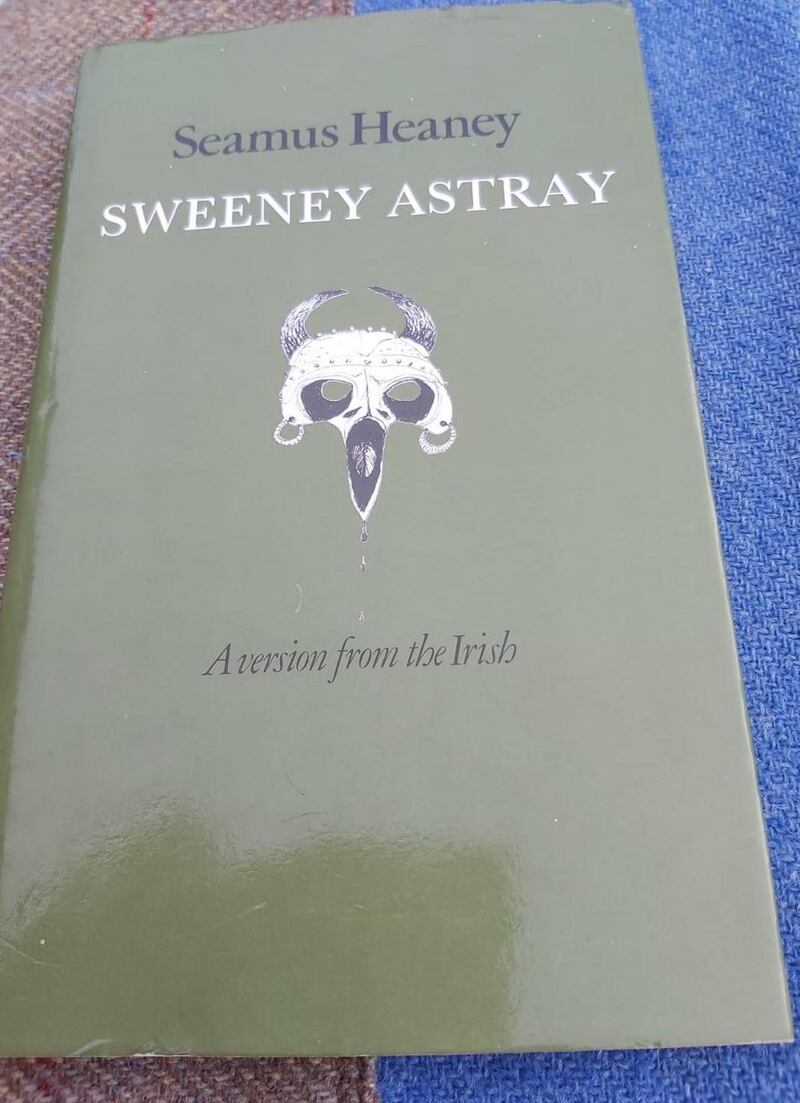 Seamus Heaney
SWEENEY ASTRAY
A version from the Irish